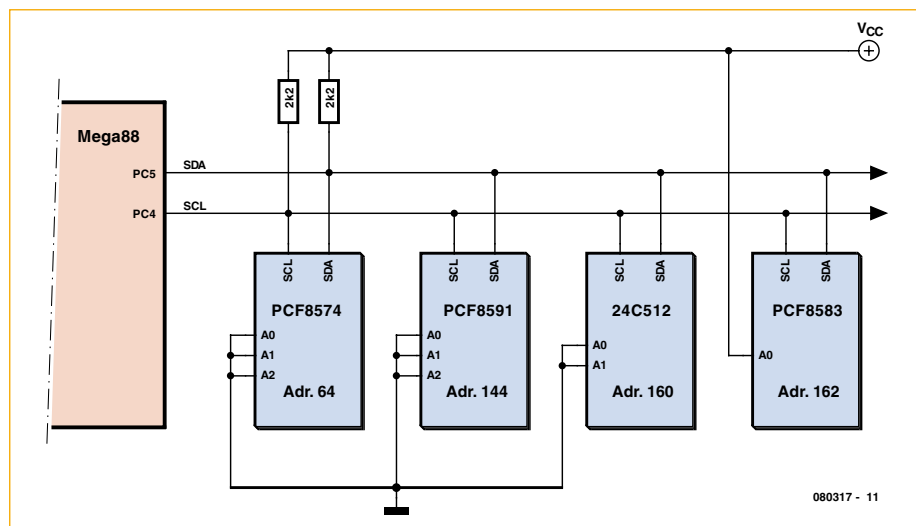 VCC
2k2
2k2
Mega88
PC5
SDA
PC4
SCL
SCL
SDA
PCF8574
A0
A1
A2
Adr. 64
SCL
SDA
PCF8591
A0
A1
A2
Adr. 144
SCL
SDA
24C512
A0
A1
Adr. 160
SCL
SDA
PCF8583
A0
Adr. 162
080317 - 11